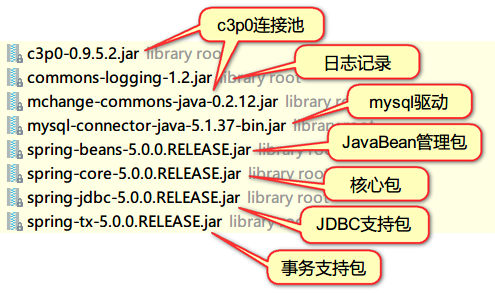 c3p0连接池
c3p0-0.9.5.2.jar library root
日志记录
commons-logging-1.2.jar library root
mchange-commons-java-0.2.12.jar library root
mysql驱动
mysql-connector-java-5.1.37-bin.jar library root
JavaBean管理包
spring-beans-5.0.0.RELEASE.jar library
spring-core-5.0.0.RELEASE.jar library root
核心包
spring-jdbc-5.0.0.RELEASE.jar library root
JDBC支持包
spring-tx-5.0.0.RELEASE.jar library root
事务支持包